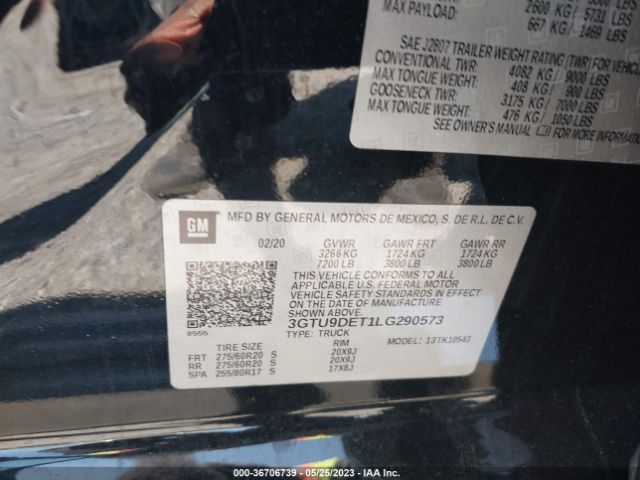 MAX PAYLOAD:
2600 KG / 5731 LBS
667 KG / 1469 LBS
SAE J2807 TRAILER WEIGHT RATING (TWR) FOR VEHICLE
CONVENTIONAL TWR: 4082 KG / 9000 LBS
MAX TONGUE WEIGHT: 408 KG / 900 LBS
GOOSENECK TWR: 3175 KG / 7000 LBS
MAX TONGUE WEIGHT: 476 KG / 1050 LBS
SEE OWNER'S MANUAL FOR MORE INFORMATION
GM
MFD BY GENERAL MOTORS DE MEXICO, S. DE R.L. DE C.V.
02/20 GVWR GAWR FRT GAWR RR
3266 KG 1724 KG 1724 KG
7200 LB 3800 LB 3800 LB
THIS VEHICLE CONFORMS TO ALL
APPLICABLE U.S. FEDERAL MOTOR
VEHICLE SAFETY STANDARDS IN EFFECT
ON THE DATE OF MANUFACTURE
SHOWN ABOVE.
3GTU9DET1LG290573
8555
TYPE: TRUCK MODEL: 13TK10543
TIRE SIZE RIM
FRT 275/60R20 S 20X9J
RR 275/60R20 S 20X9J
SPA 255/80R17 S 17X8J
000-36706739 — 05/25/2023 — IAA Inc.